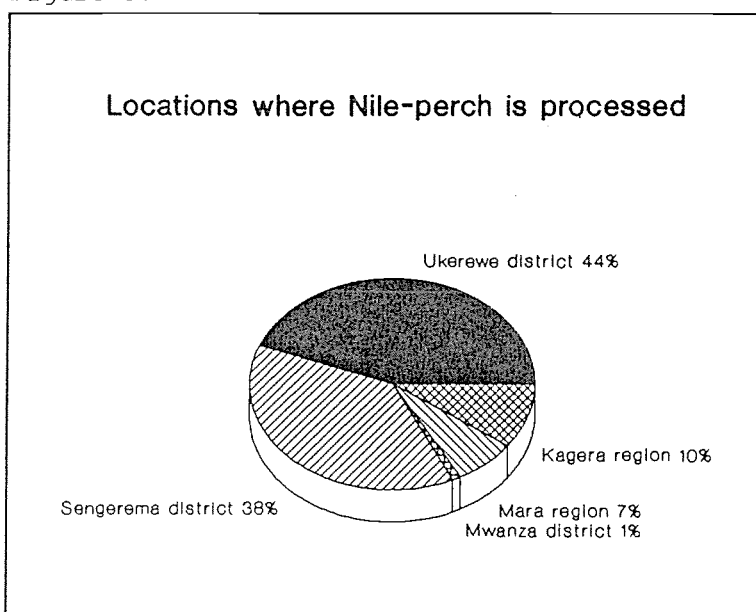 Locations where Nile-perch is processed
Ukerewe district 44%
Kagera region 10%
Sengerema district 38%
Mara region 7%
Mwanza district 1%